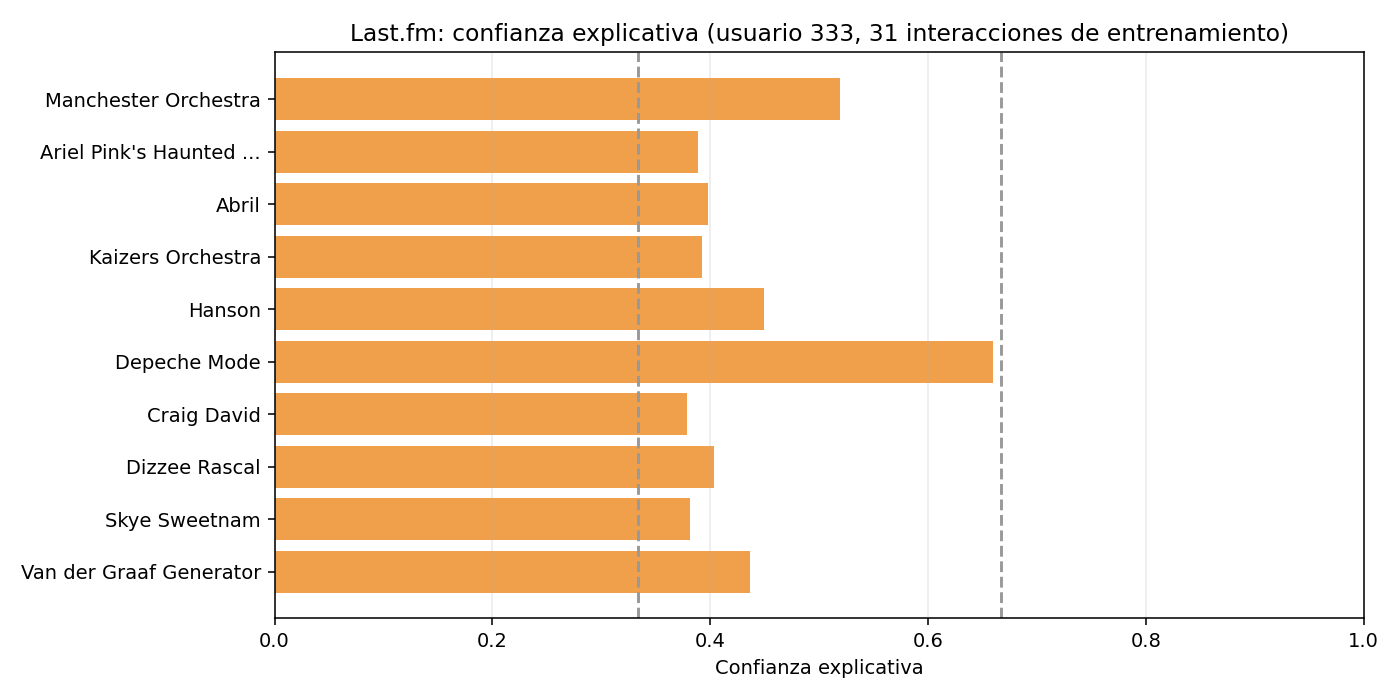 Last.fm: confianza explicativa (usuario 333, 31 interacciones de entrenamiento)
Manchester Orchestra
Ariel Pink's Haunted ...
Abril
Kaizers Orchestra
Hanson
Depeche Mode
Craig David
Dizzee Rascal
Skye Sweetnam
Van der Graaf Generator
0.0 0.2 0.4 0.6 0.8 1.0
Confianza explicativa